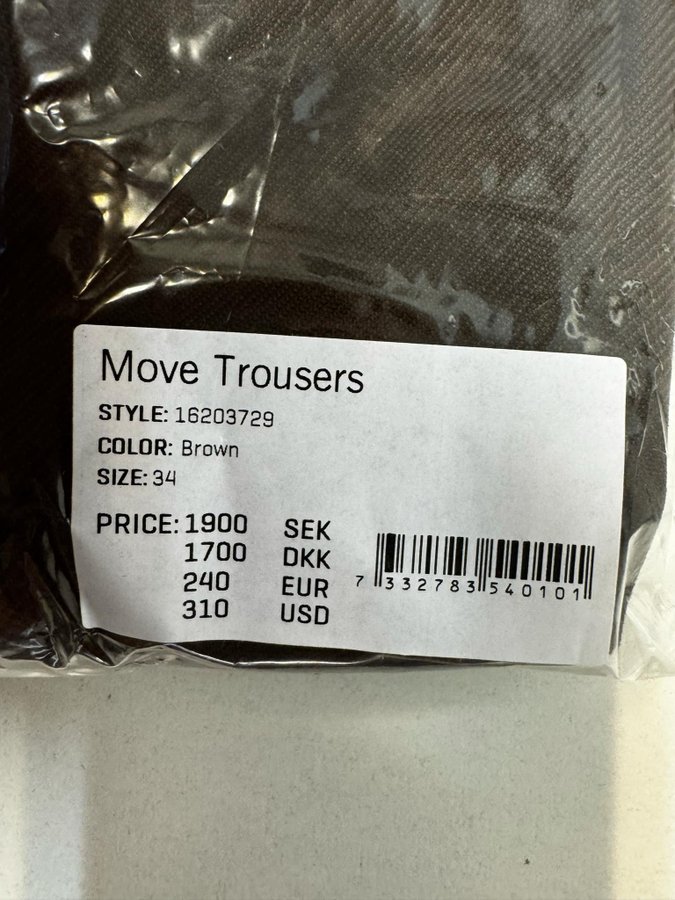 Move Trousers
STYLE: 16203729
COLOR: Brown
SIZE: 34
PRICE: 1900 SEK
1700 DKK
240 EUR
310 USD
7 332783 540101